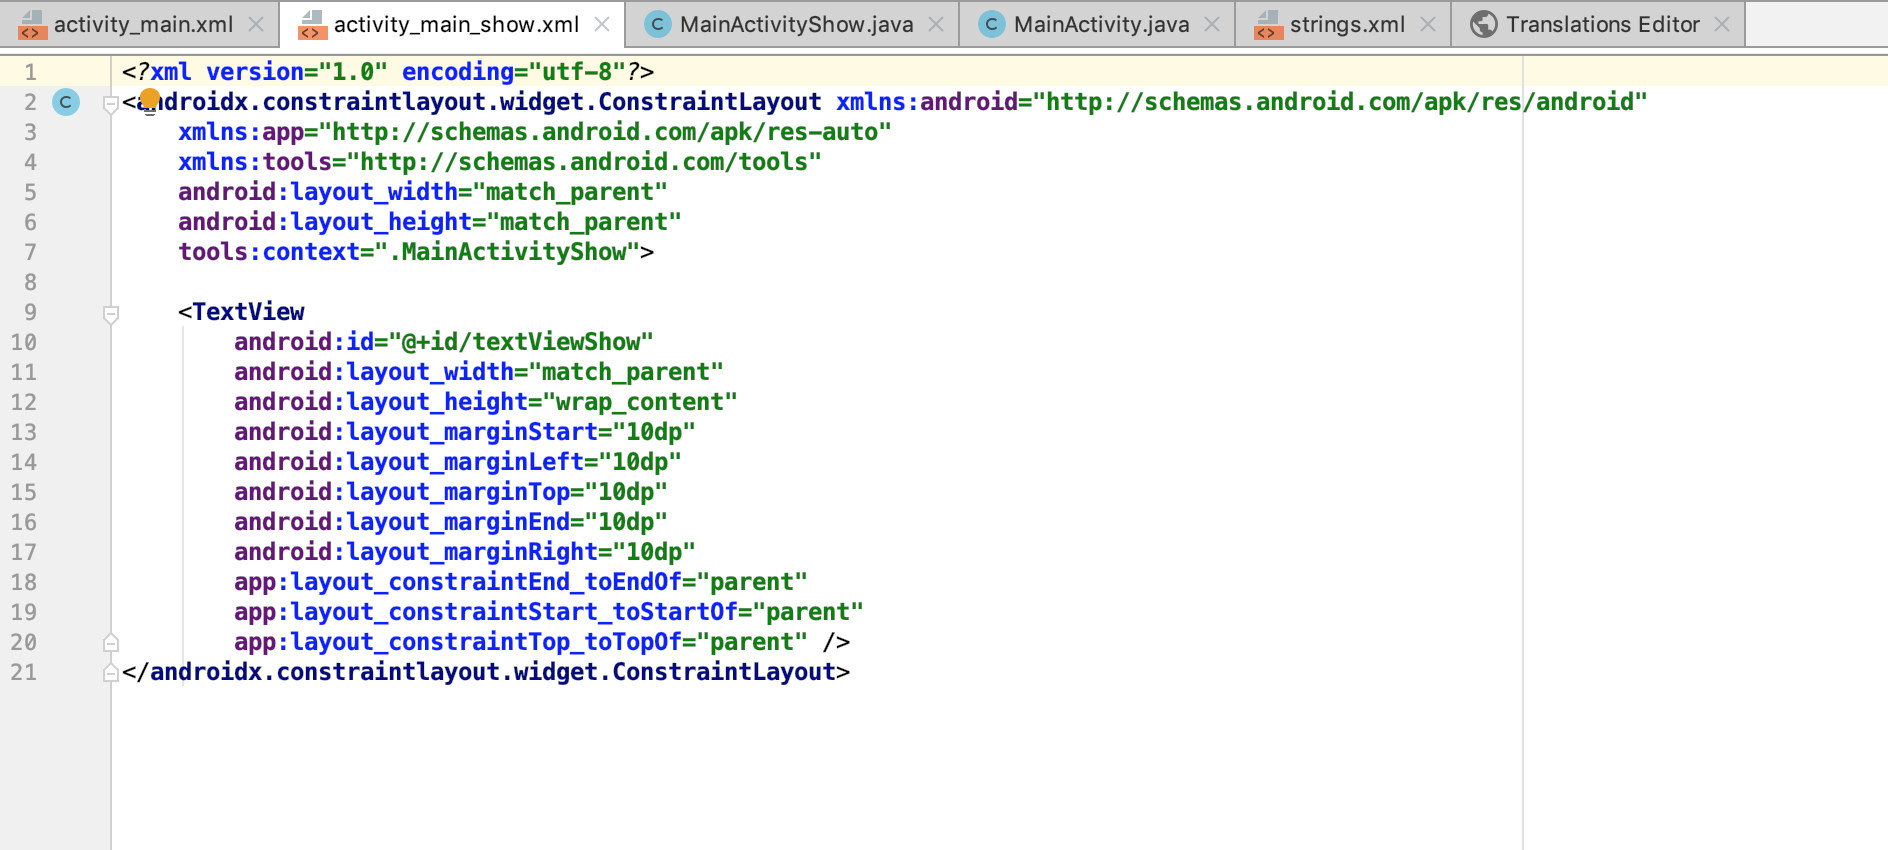 activity_main.xml activity_main_show.xml MainActivityShow.java MainActivity.java strings.xml Translations Editor
1 <?xml version="1.0" encoding="utf-8"?>
2 <androidx.constraintlayout.widget.ConstraintLayout xmlns:android="http://schemas.android.com/apk/res/android"
3 xmlns:app="http://schemas.android.com/apk/res-auto"
4 xmlns:tools="http://schemas.android.com/tools"
5 android:layout_width="match_parent"
6 android:layout_height="match_parent"
7 tools:context=".MainActivityShow">
8
9 <TextView
10 android:id="@+id/textViewShow"
11 android:layout_width="match_parent"
12 android:layout_height="wrap_content"
13 android:layout_marginStart="10dp"
14 android:layout_marginLeft="10dp"
15 android:layout_marginTop="10dp"
16 android:layout_marginEnd="10dp"
17 android:layout_marginRight="10dp"
18 app:layout_constraintEnd_toEndOf="parent"
19 app:layout_constraintStart_toStartOf="parent"
20 app:layout_constraintTop_toTopOf="parent" />
21 </androidx.constraintlayout.widget.ConstraintLayout>